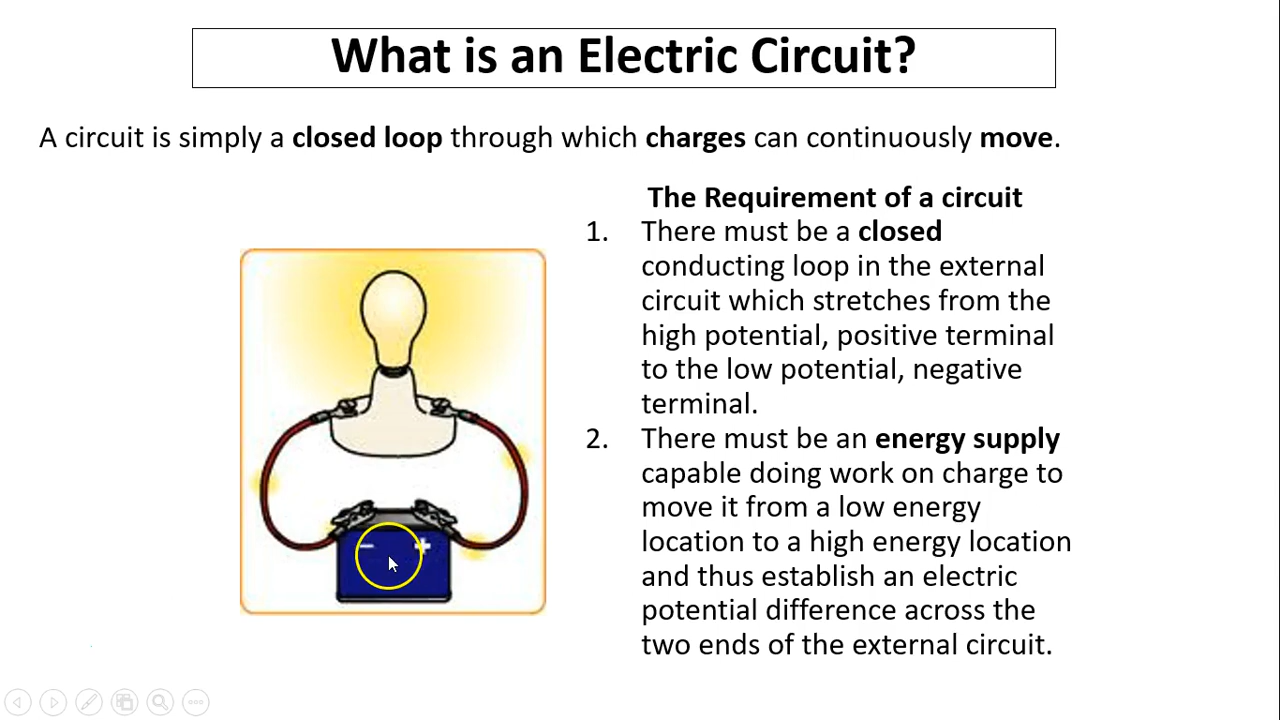 What is an Electric Circuit?
A circuit is simply a closed loop through which charges can continuously move.
The Requirement of a circuit
1. There must be a closed
conducting loop in the external
circuit which stretches from the
high potential, positive terminal
to the low potential, negative
terminal.
2. There must be an energy supply
capable doing work on charge to
move it from a low energy
location to a high energy location
and thus establish an electric
potential difference across the
two ends of the external circuit.
− +